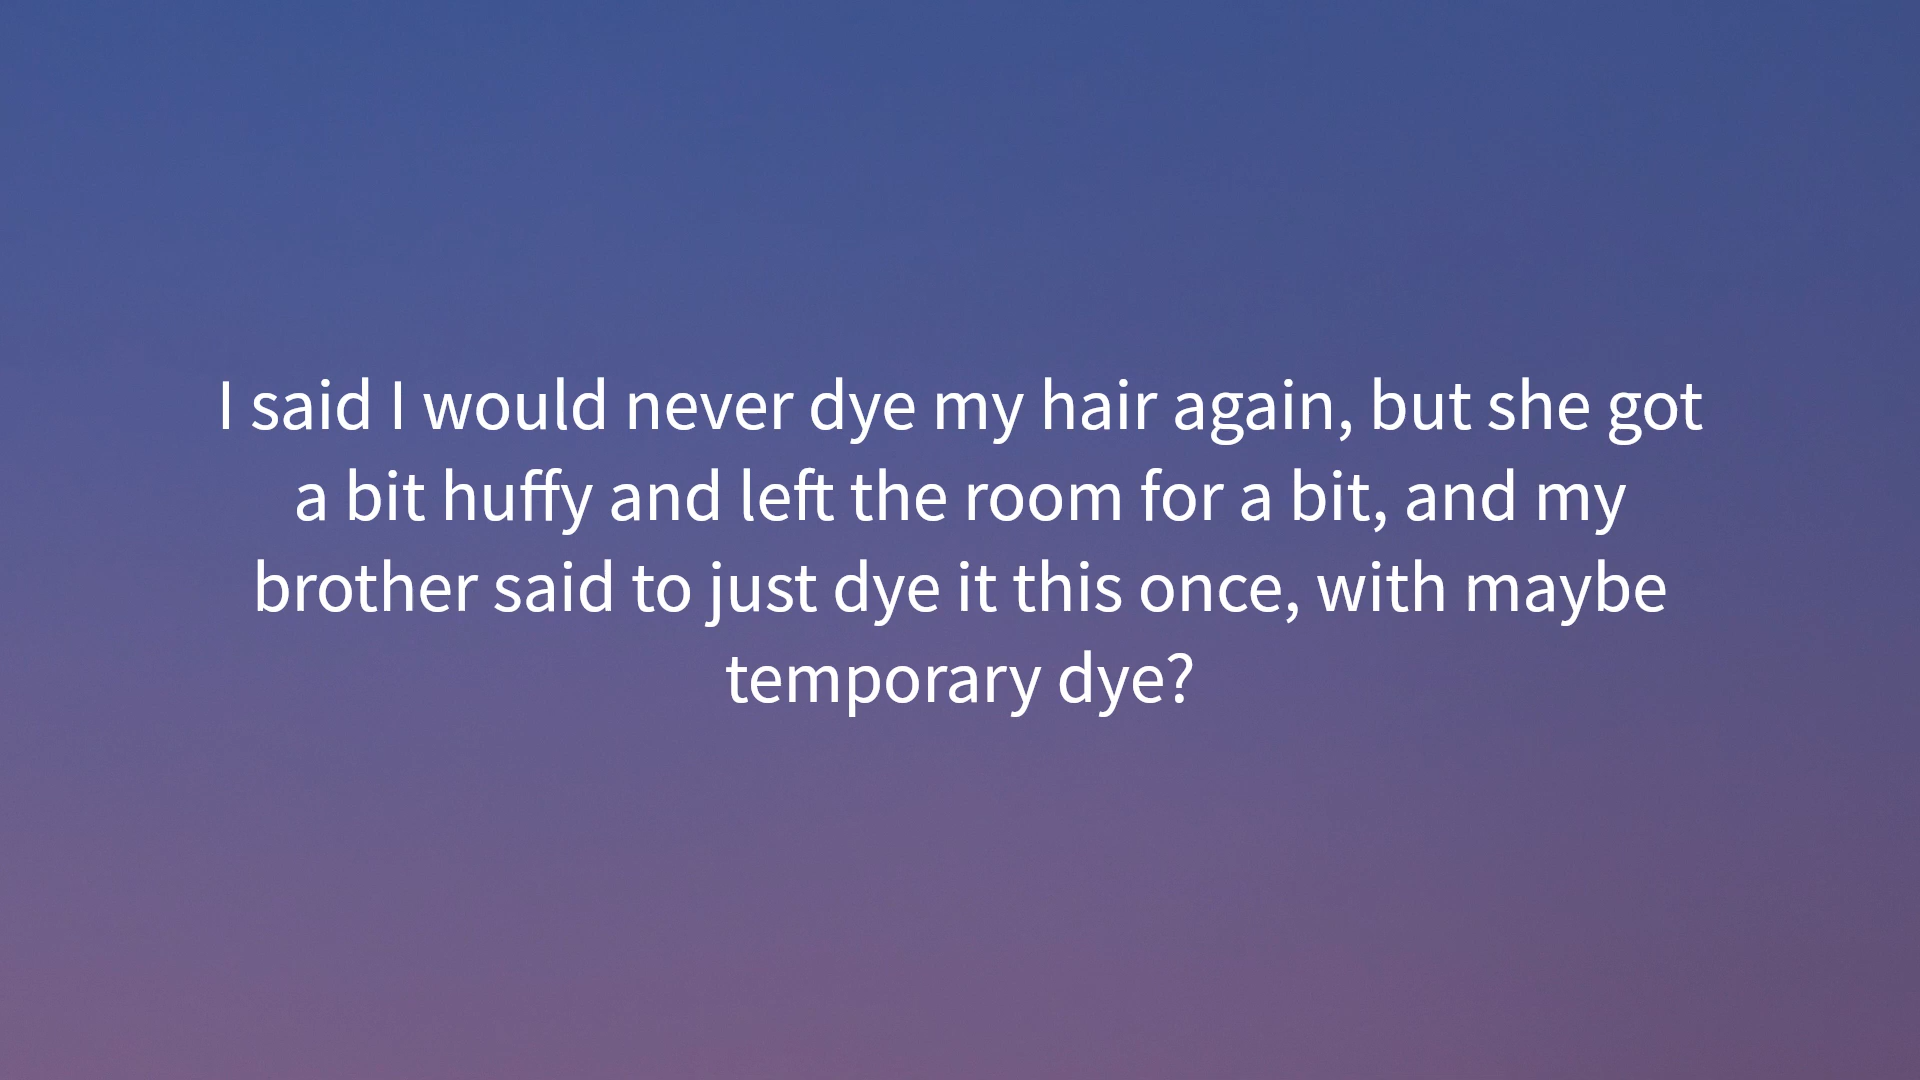 I said I would never dye my hair again, but she got
a bit huffy and left the room for a bit, and my
brother said to just dye it this once, with maybe
temporary dye?